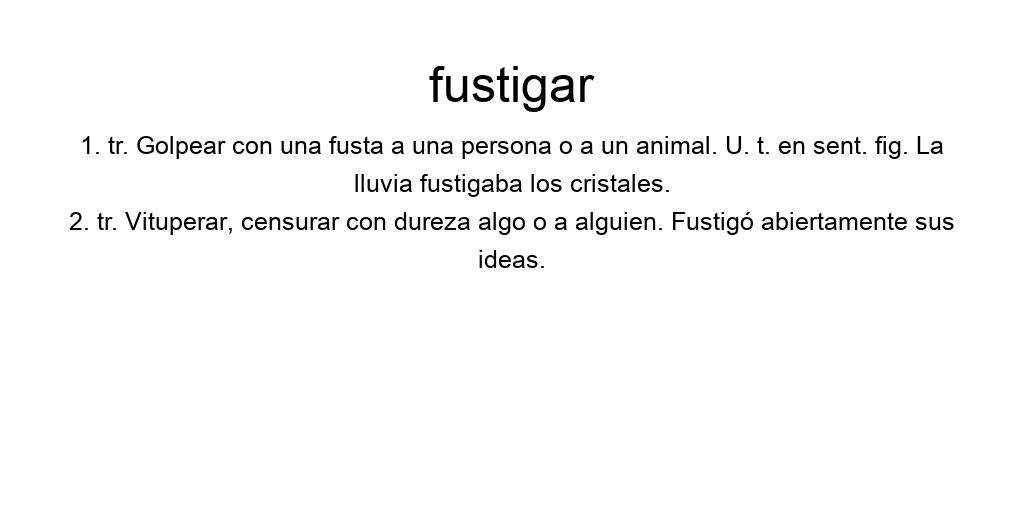 fustigar
1. tr. Golpear con una fusta a una persona o a un animal. U. t. en sent. fig. La
lluvia fustigaba los cristales.
2. tr. Vituperar, censurar con dureza algo o a alguien. Fustigó abiertamente sus
ideas.